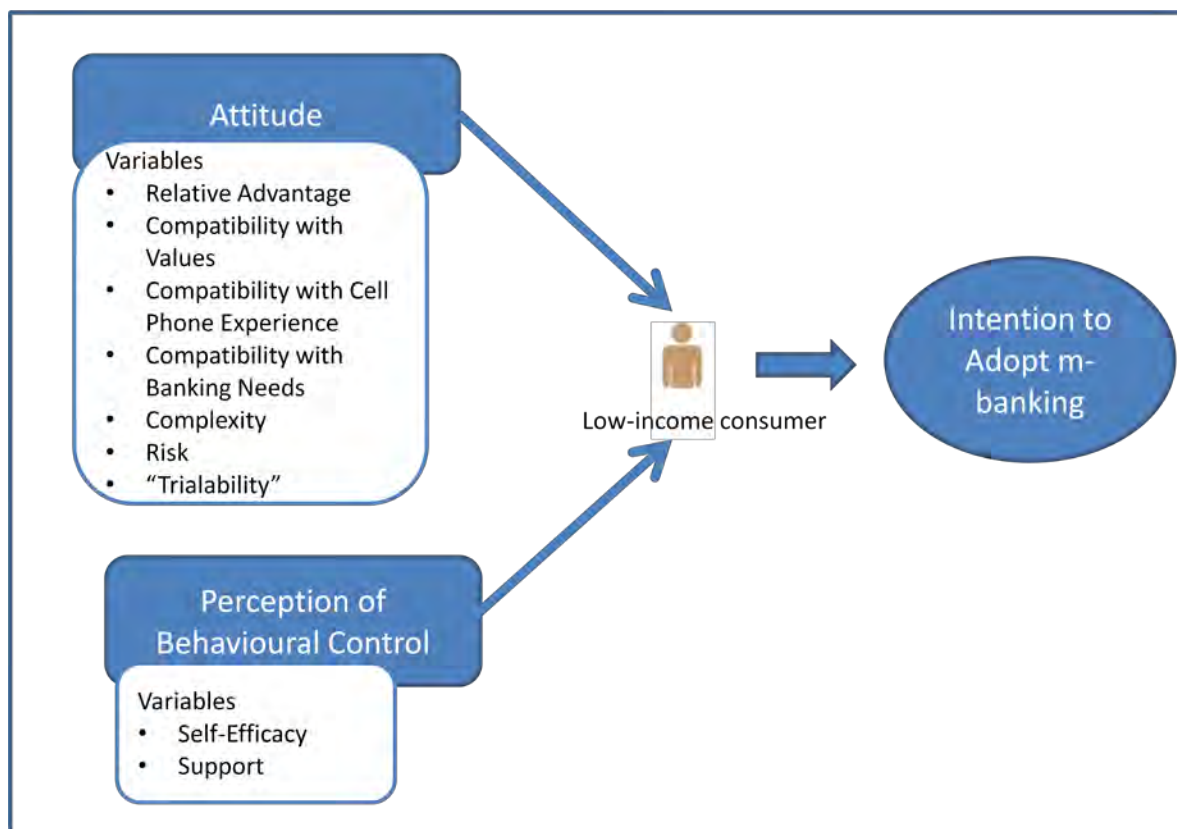 Attitude
Variables
• Relative Advantage
• Compatibility with
Values
• Compatibility with Cell
Phone Experience
• Compatibility with
Banking Needs
• Complexity
• Risk
• “Trialability”
Low-income consumer
Intention to
Adopt m-
banking
Perception of
Behavioural Control
Variables
• Self-Efficacy
• Support